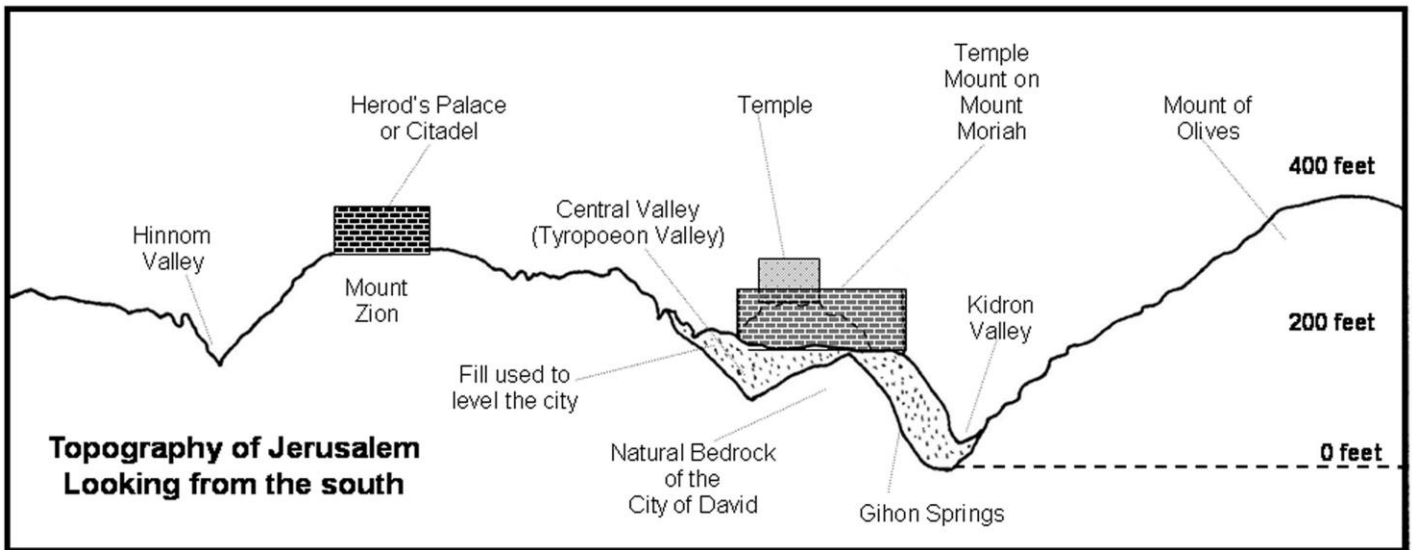 Herod's Palace
or Citadel
Temple
Temple
Mount on
Mount
Moriah
Mount of
Olives
400 feet
Hinnom
Valley
Central Valley
(Tyropoeon Valley)
Mount
Zion
Kidron
Valley
200 feet
Fill used to
level the city
Topography of Jerusalem
Looking from the south
Natural Bedrock
of the
City of David
Gihon Springs
0 feet